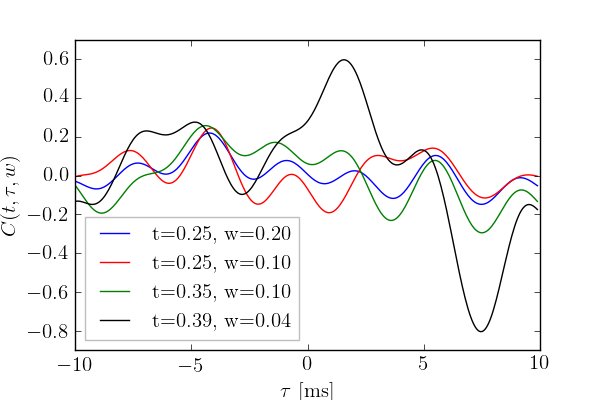 0.6
0.4
0.2
0.0
−0.2
−0.4
−0.6
−0.8
C(t, τ, w)
t=0.25, w=0.20
t=0.25, w=0.10
t=0.35, w=0.10
t=0.39, w=0.04
−10 −5 0 5 10
τ [ms]